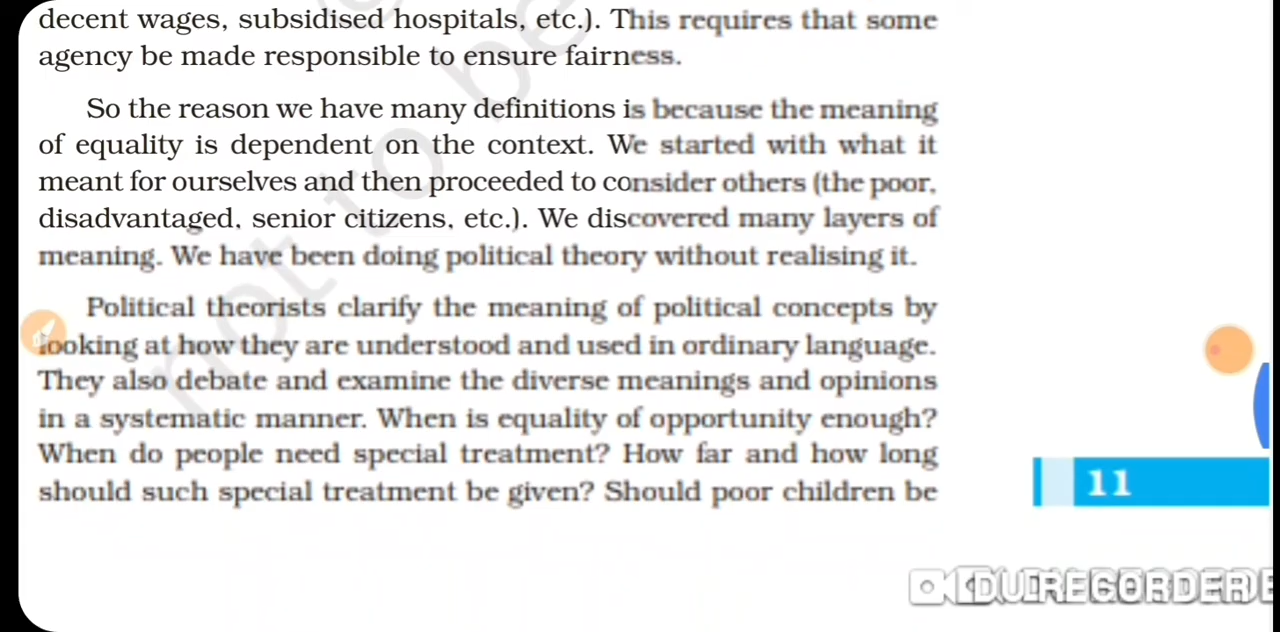 decent wages, subsidised hospitals, etc.). This requires that some
agency be made responsible to ensure fairness.
So the reason we have many definitions is because the meaning
of equality is dependent on the context. We started with what it
meant for ourselves and then proceeded to consider others (the poor,
disadvantaged, senior citizens, etc.). We discovered many layers of
meaning. We have been doing political theory without realising it.
Political theorists clarify the meaning of political concepts by
looking at how they are understood and used in ordinary language.
They also debate and examine the diverse meanings and opinions
in a systematic manner. When is equality of opportunity enough?
When do people need special treatment? How far and how long
should such special treatment be given? Should poor children be
11
not to be